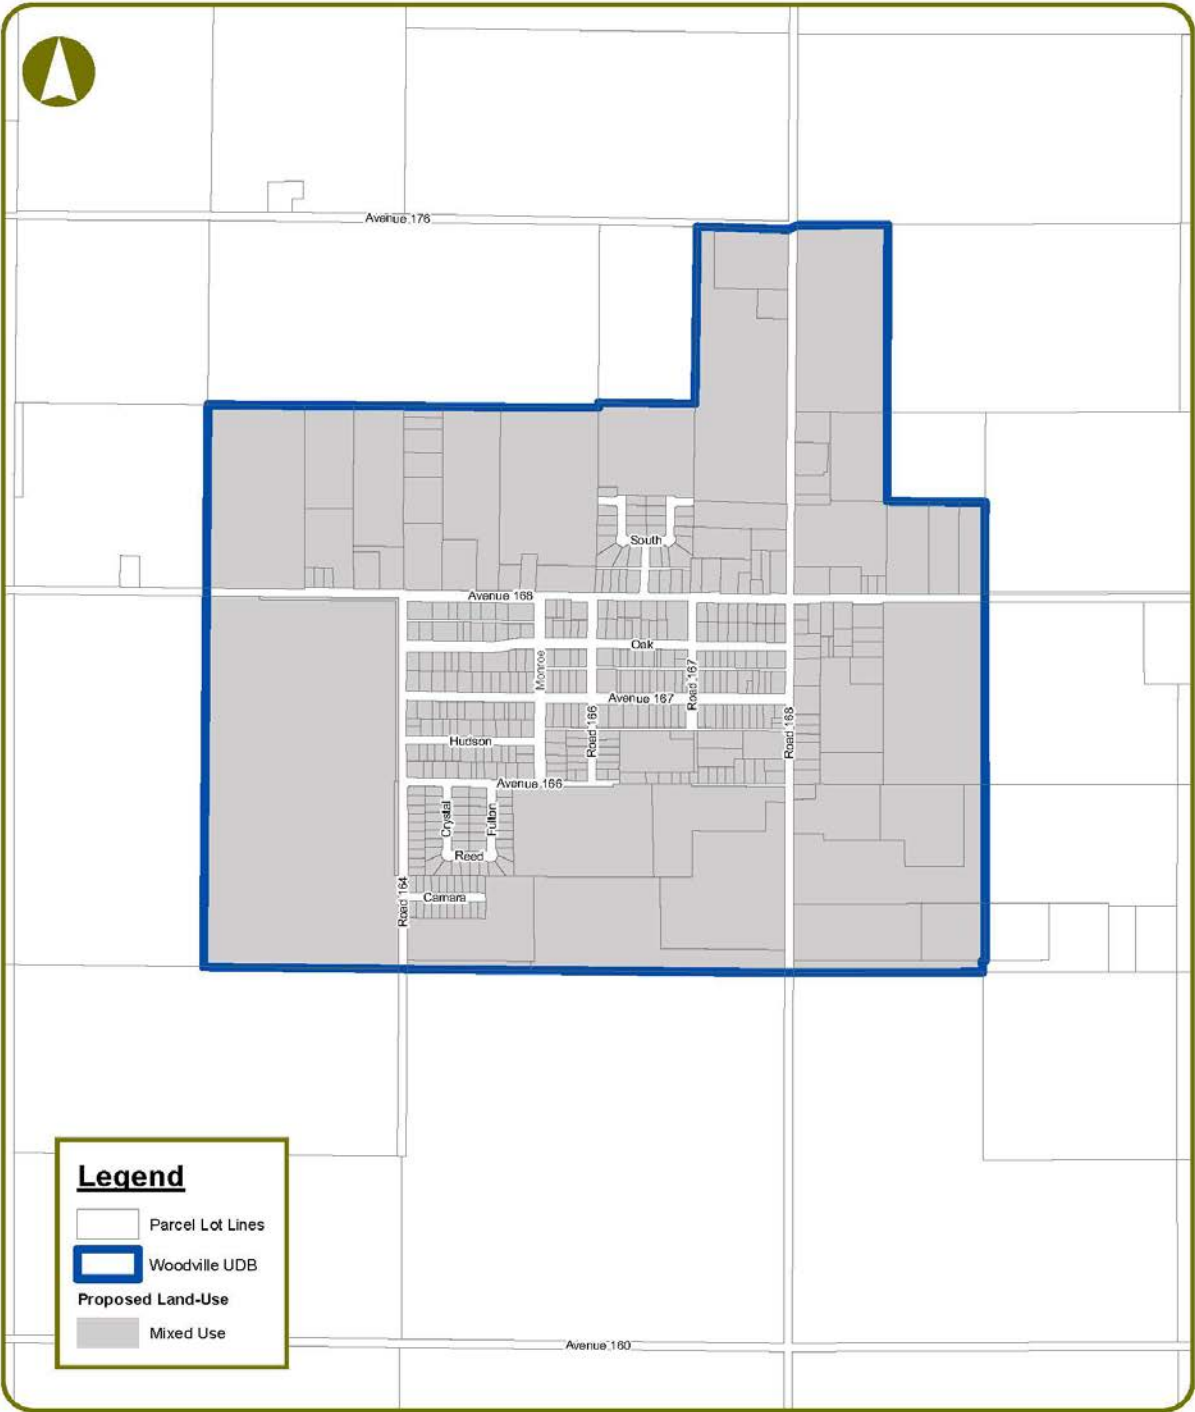 Avenue 176
South
Avenue 168
Oak
Monroe
Road 167
Avenue 167
Road 166
Road 168
Hudson
Avenue 166
Crystal
Fulton
Reed
Road 164
Camara
Legend
Parcel Lot Lines
Woodville UDB
Proposed Land-Use
Mixed Use
Avenue 160